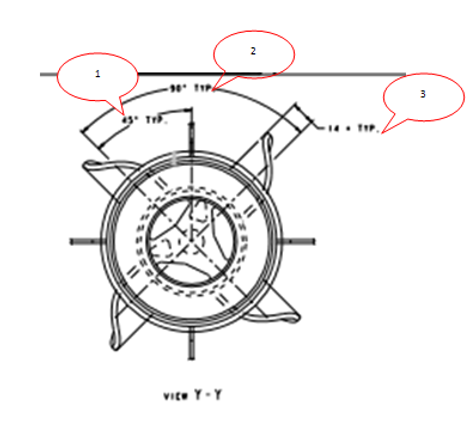 2
1
3
90° TYP.
45° TYP.
14 * TYP.
VIEW Y-Y